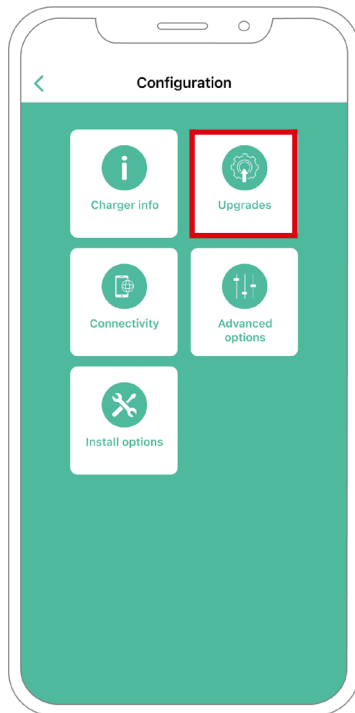 Configuration
Charger info
Upgrades
Connectivity
Advanced
options
Install options